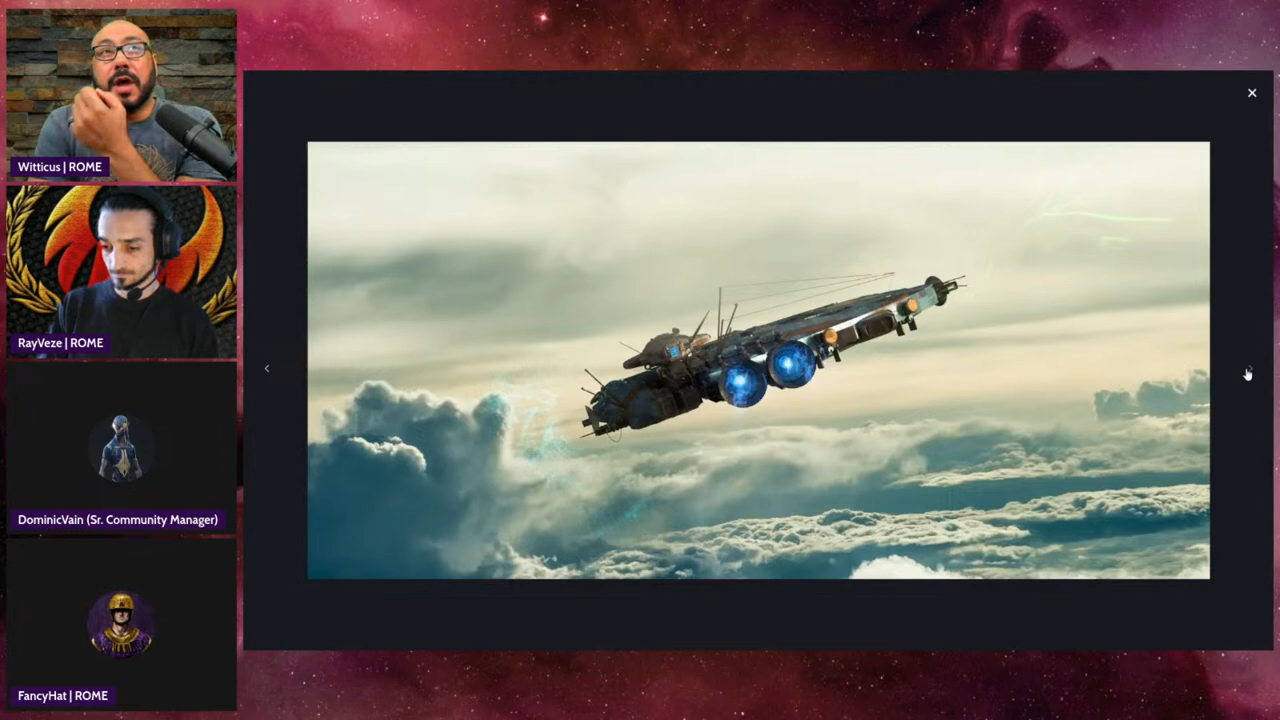 Witticus | ROME
RayVeze | ROME
DominicVain (Sr. Community Manager)
FancyHat | ROME